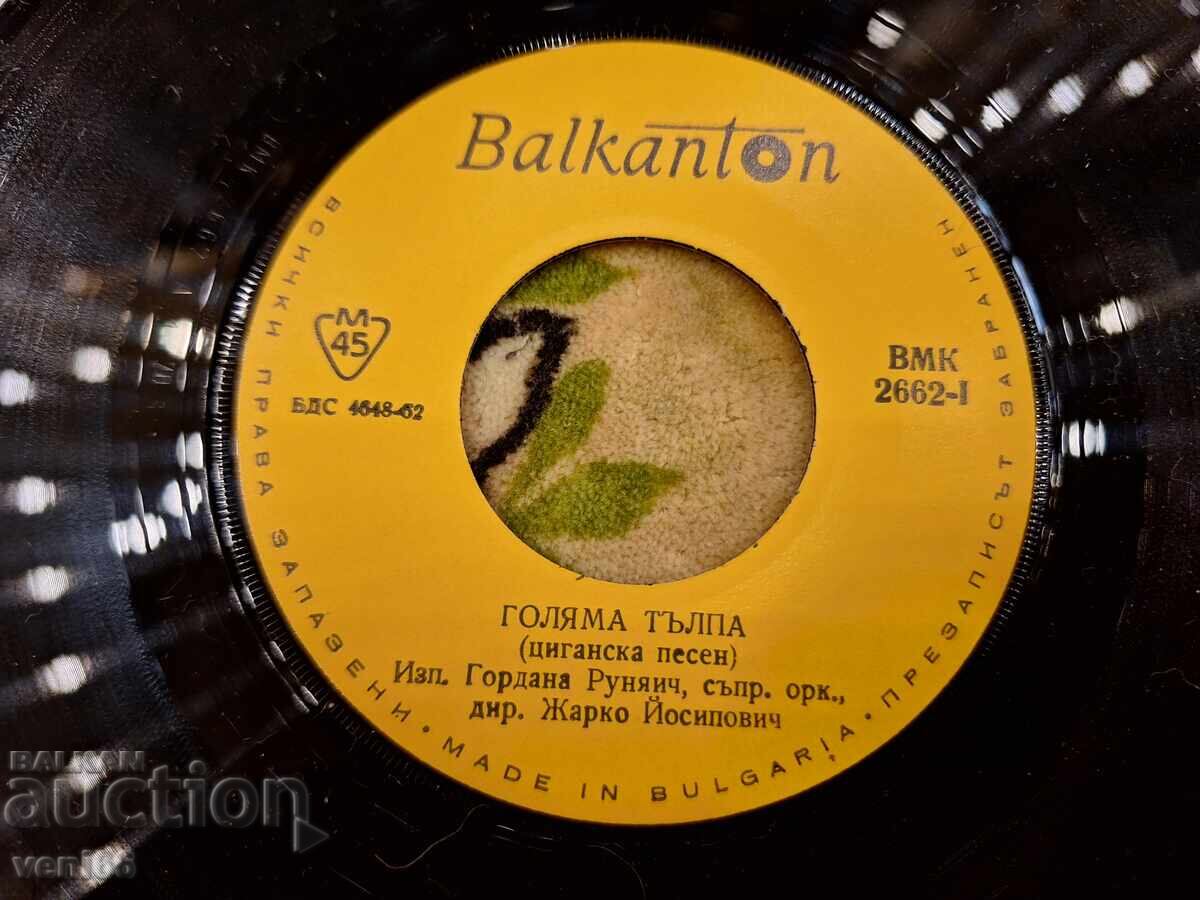 Balkanton
M
45
БДС 4648-62
ВМК
2662-I
ГОЛЯМА ТЪЛПА
(циганска песен)
Изп. Гордана Руняич, съпр. орк.,
дир. Жарко Йосипович
ВСИЧКИ ПРАВА ЗАПАЗЕНИ • MADE IN BULGARIA • ПРЕЗАПИСЪТ ЗАБРАНЕН
BALKAN
auction
veni66